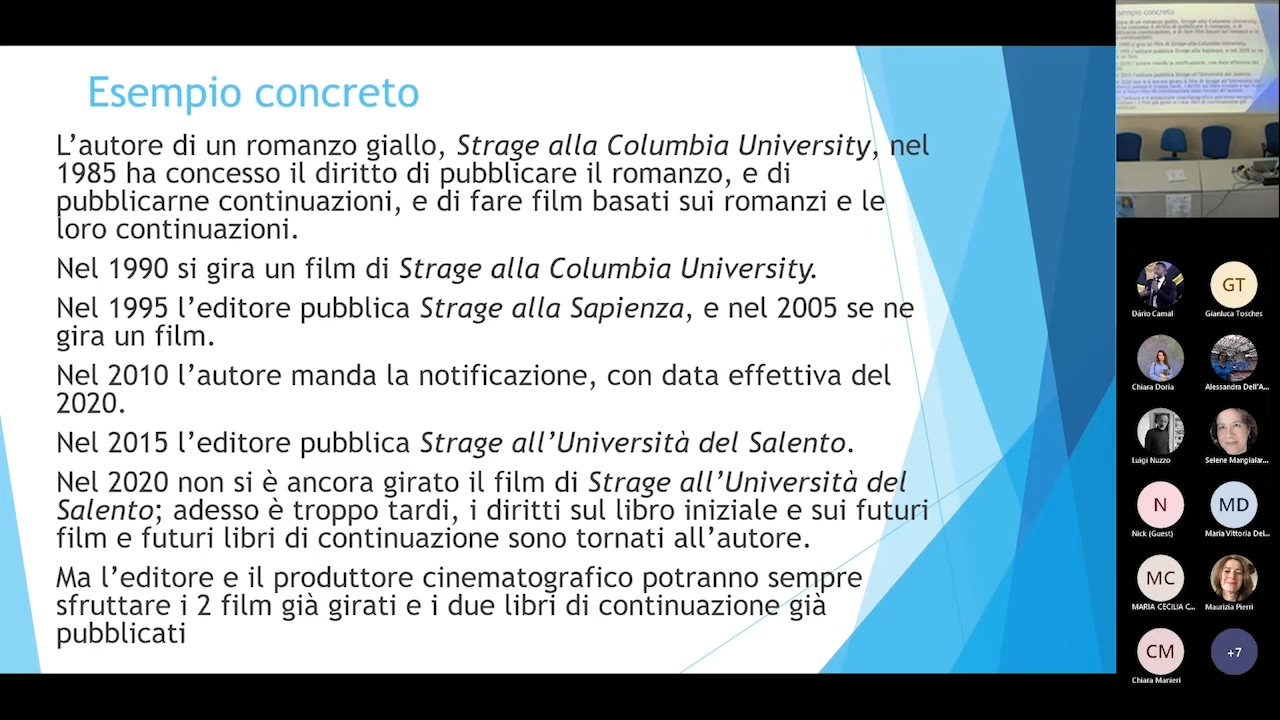 Esempio concreto
L’autore di un romanzo giallo, Strage alla Columbia University, nel
1985 ha concesso il diritto di pubblicare il romanzo, e di
pubblicarne continuazioni, e di fare film basati sui romanzi e le
loro continuazioni.
Nel 1990 si gira un film di Strage alla Columbia University.
Nel 1995 l’editore pubblica Strage alla Sapienza, e nel 2005 se ne
gira un film.
Nel 2010 l’autore manda la notificazione, con data effettiva del
2020.
Nel 2015 l’editore pubblica Strage all’Università del Salento.
Nel 2020 non si è ancora girato il film di Strage all’Università del
Salento; adesso è troppo tardi, i diritti sul libro iniziale e sui futuri
film e futuri libri di continuazione sono tornati all’autore.
Ma l’editore e il produttore cinematografico potranno sempre
sfruttare i 2 film già girati e i due libri di continuazione già
pubblicati
Dário Camal
GT
Gianluca Tosches
Chiara Doria
Alessandra Dell'A...
Luigi Nuzzo
Selene Mangialar...
N
Nick (Guest)
MD
Maria Vittoria Del...
MC
MARIA CECILIA C...
Maurizia Pierri
CM
Chiara Manieri
+7